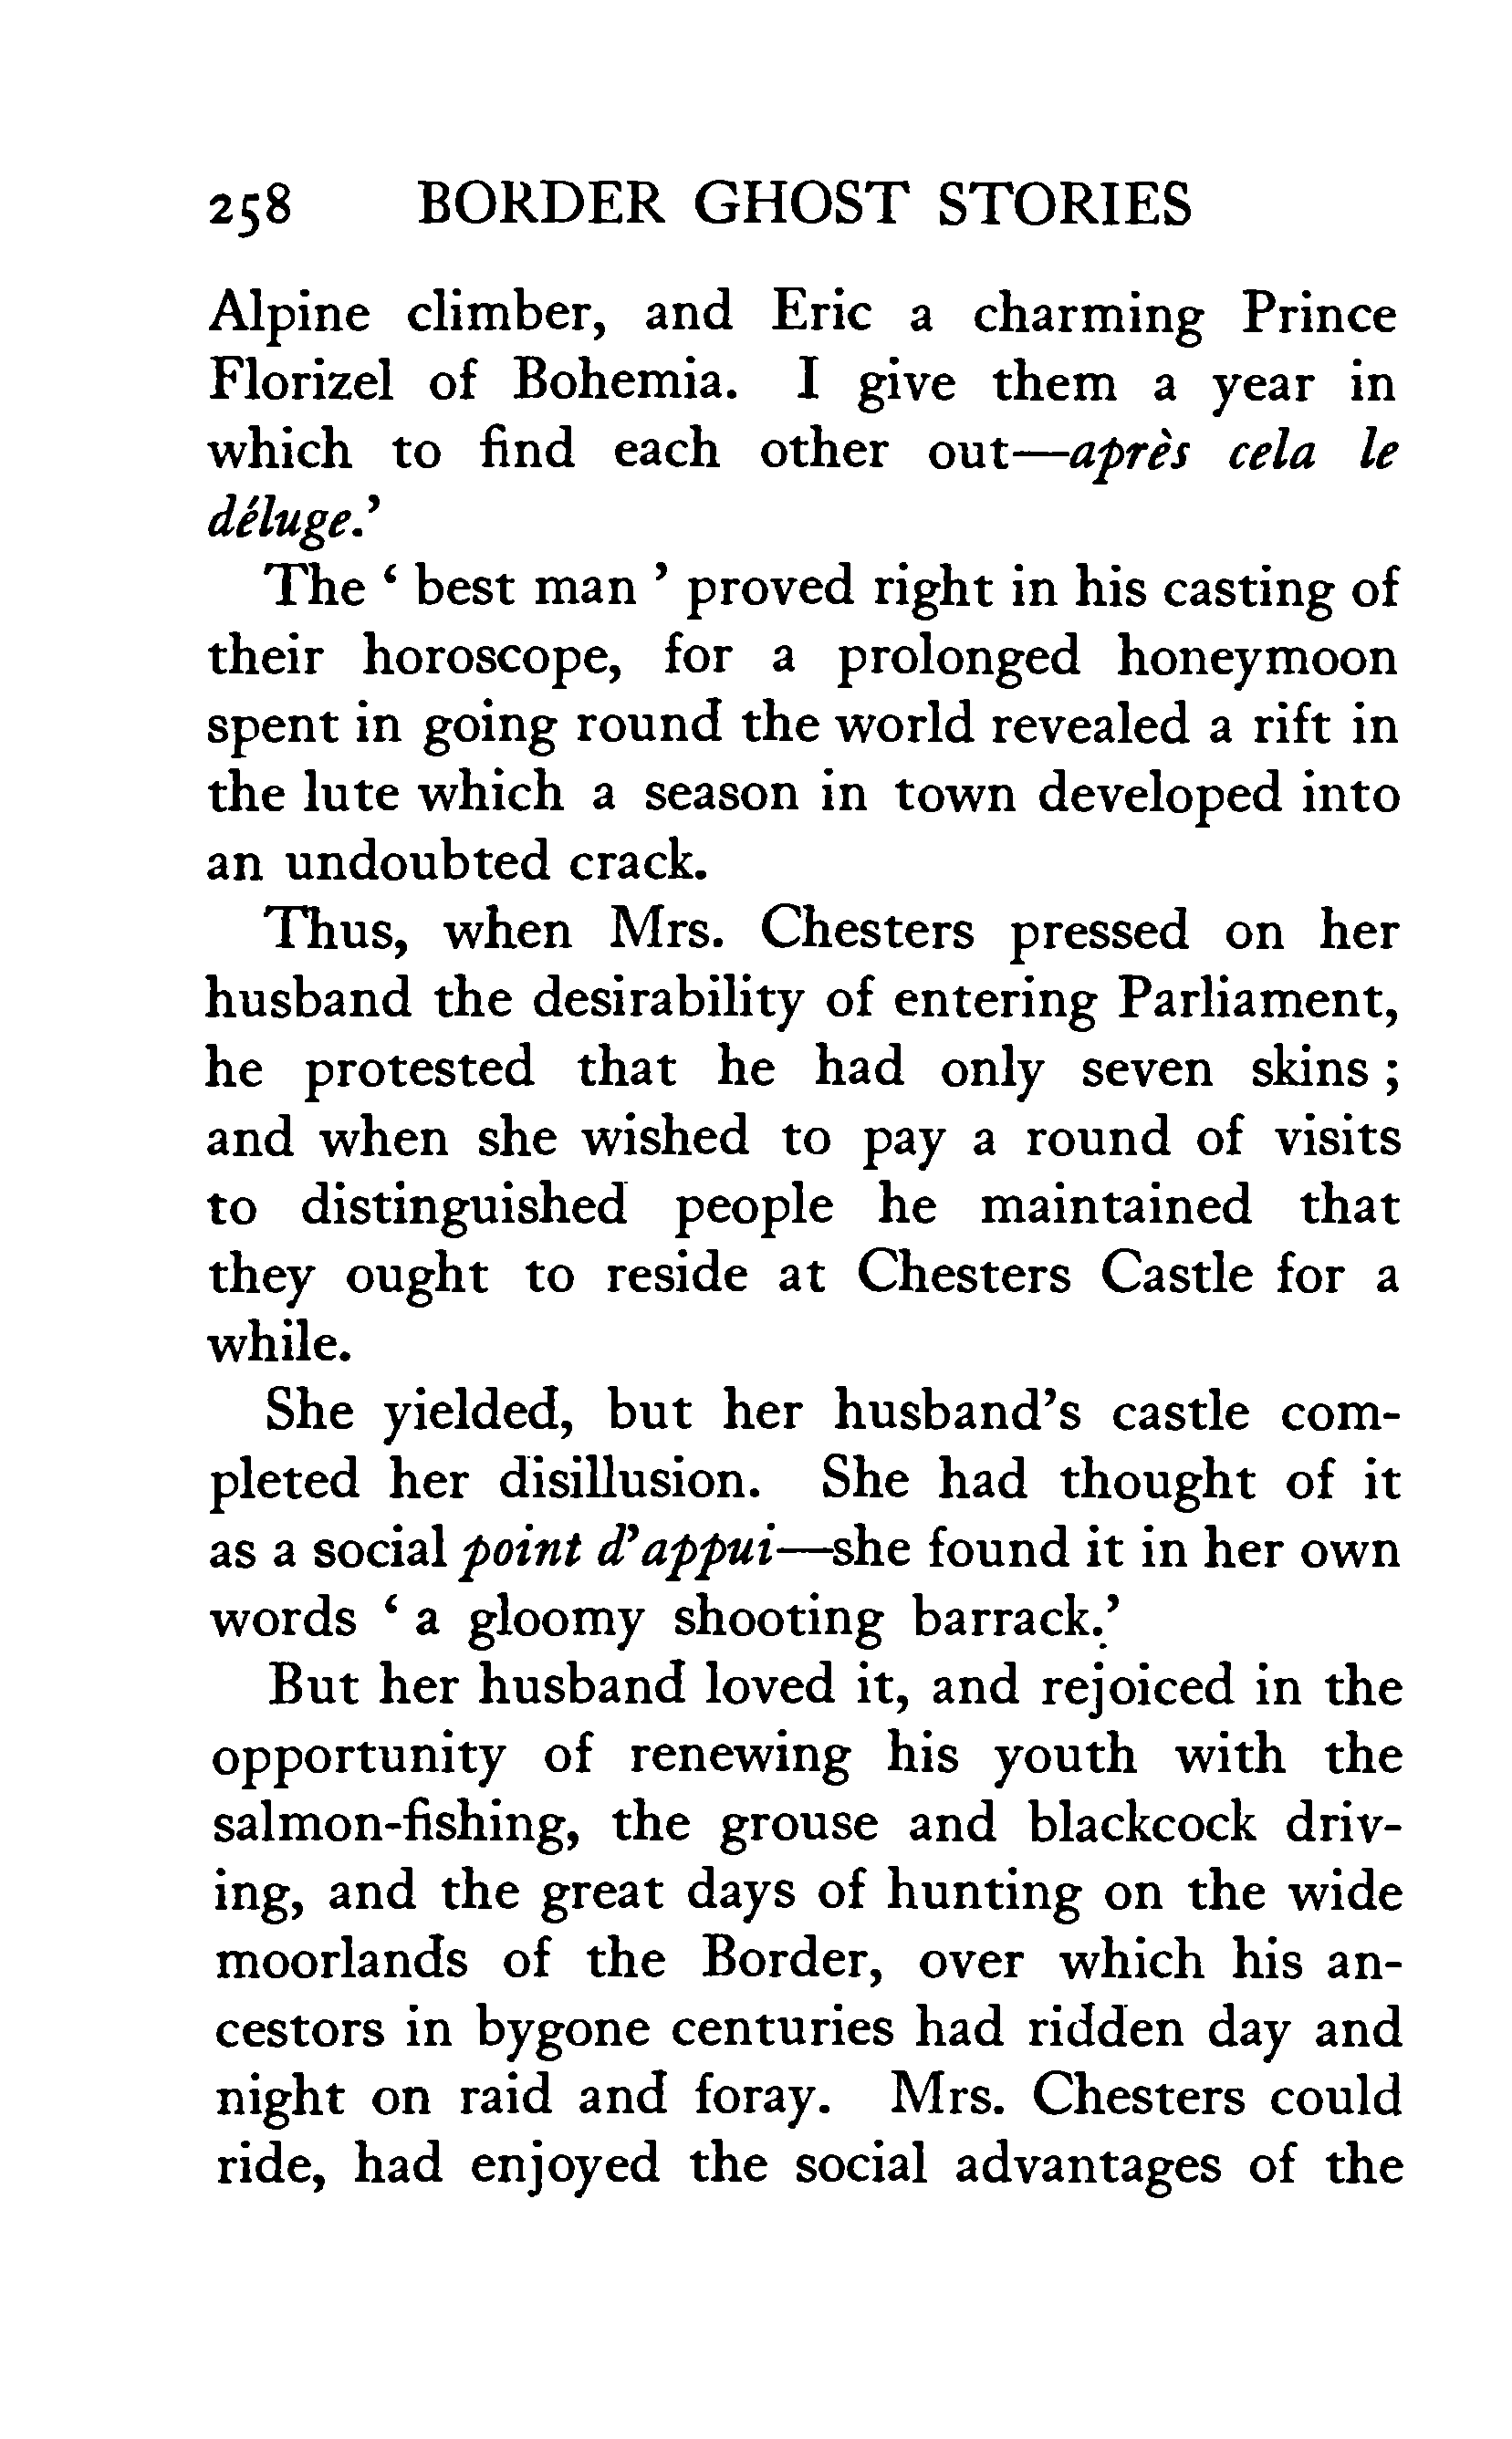 258 BORDER GHOST STORIES
Alpine climber, and Eric a charming Prince
Florizel of Bohemia. I give them a year in
which to find each other out—après cela le
déluge.’
The ‘ best man ’ proved right in his casting of
their horoscope, for a prolonged honeymoon
spent in going round the world revealed a rift in
the lute which a season in town developed into
an undoubted crack.
Thus, when Mrs. Chesters pressed on her
husband the desirability of entering Parliament,
he protested that he had only seven skins ;
and when she wished to pay a round of visits
to distinguished people he maintained that
they ought to reside at Chesters Castle for a
while.
She yielded, but her husband’s castle com-
pleted her disillusion. She had thought of it
as a social point d’appui—she found it in her own
words ‘ a gloomy shooting barrack.’
But her husband loved it, and rejoiced in the
opportunity of renewing his youth with the
salmon-fishing, the grouse and blackcock driv-
ing, and the great days of hunting on the wide
moorlands of the Border, over which his an-
cestors in bygone centuries had ridden day and
night on raid and foray. Mrs. Chesters could
ride, had enjoyed the social advantages of the